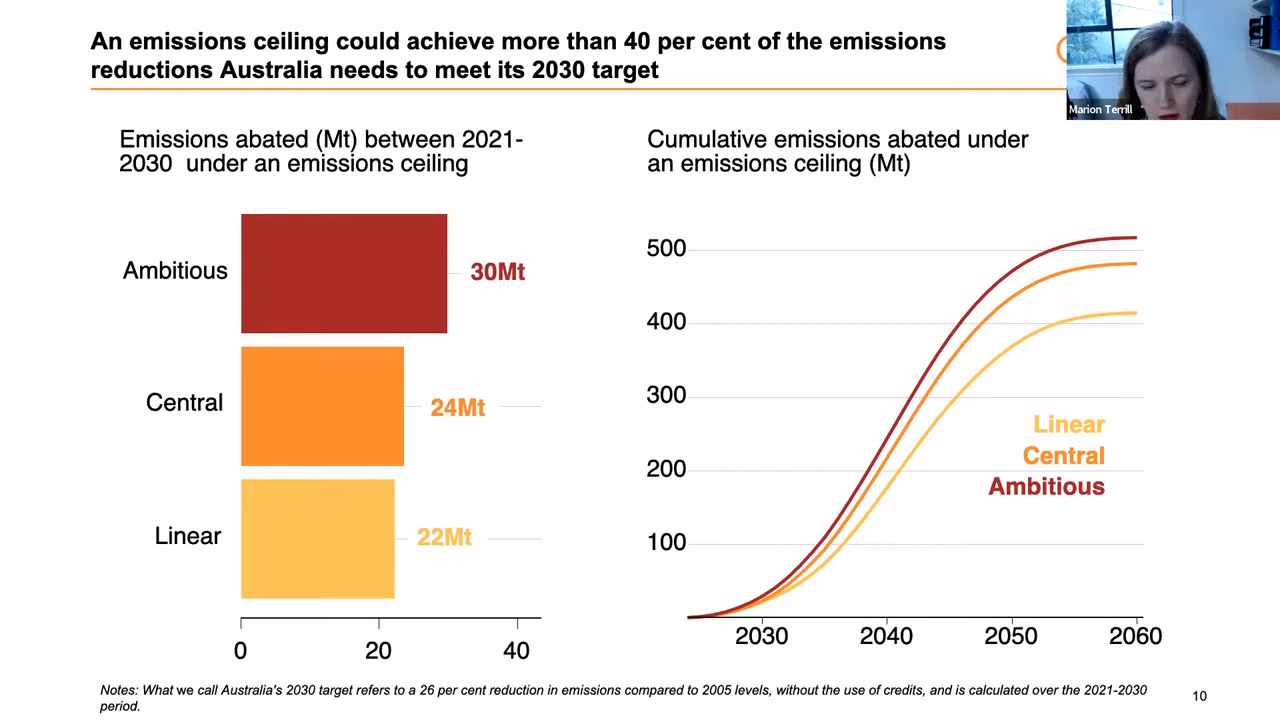 An emissions ceiling could achieve more than 40 per cent of the emissions
reductions Australia needs to meet its 2030 target
Marion Terrill
Emissions abated (Mt) between 2021-
2030 under an emissions ceiling
Ambitious
30Mt
Central
24Mt
Linear
22Mt
0 20 40
Cumulative emissions abated under
an emissions ceiling (Mt)
500
400
300
200
100
Linear
Central
Ambitious
2030 2040 2050 2060
Notes: What we call Australia's 2030 target refers to a 26 per cent reduction in emissions compared to 2005 levels, without the use of credits, and is calculated over the 2021-2030
period.
10